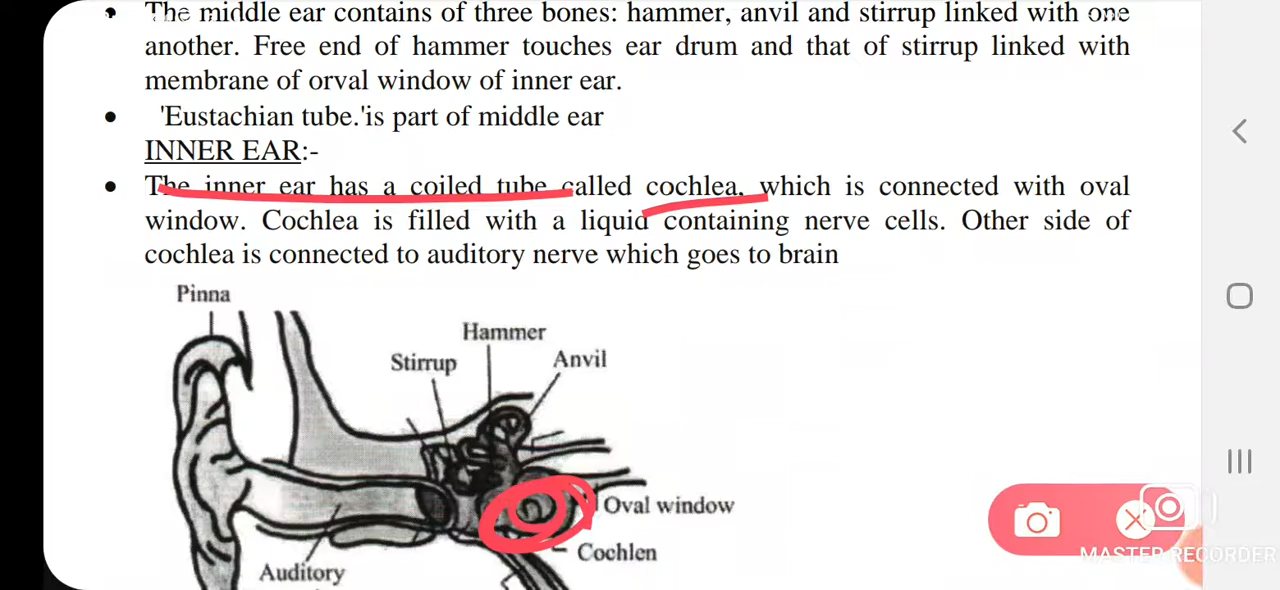 • The middle ear contains of three bones: hammer, anvil and stirrup linked with one
another. Free end of hammer touches ear drum and that of stirrup linked with
membrane of orval window of inner ear.
• 'Eustachian tube.'is part of middle ear
INNER EAR:-
• The inner ear has a coiled tube called cochlea, which is connected with oval
window. Cochlea is filled with a liquid containing nerve cells. Other side of
cochlea is connected to auditory nerve which goes to brain
Pinna
Hammer
Stirrup
Anvil
Oval window
Cochlen
Auditory
MASTER RECORDER